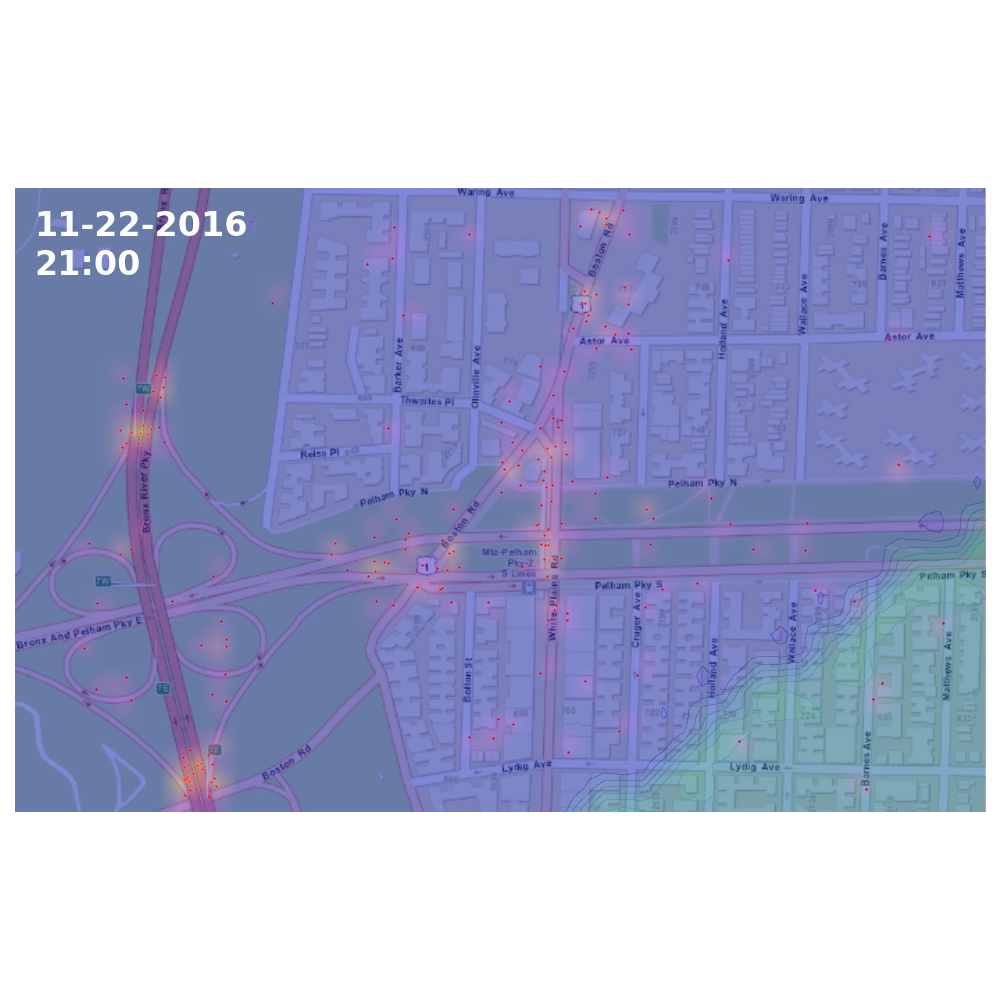 11-22-2016
21:00
Waring Ave
Waring Ave
Boston Rd
Barnes Ave
Matthews Ave
Wallace Ave
Holland Ave
1
Astor Ave
Astor Ave
Barker Ave
Olinville Ave
Thwaites Pl
Reiss Pl
Pelham Pky N
Pelham Pky N
Bronx River Pky
Boston Rd
1
Mta-Pelham
Pky-2,
5 Lines
White Plains Rd
Pelham Pky S
Pelham Pky S
7W
Bronx And Pelham Pky E
Cruger Ave
Bolton St
Holland Ave
Wallace Ave
Matthews Ave
7E
Boston Rd
Lydig Ave
Lydig Ave
Barnes Ave